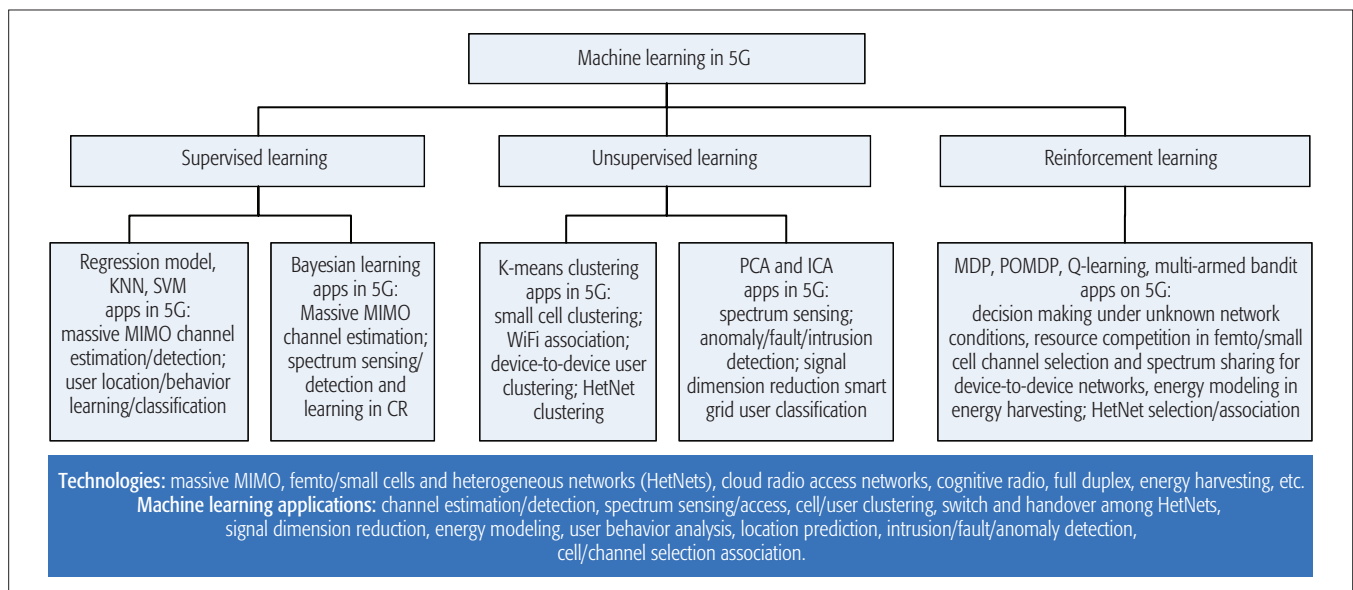 Machine learning in 5G
Supervised learning
Unsupervised learning
Reinforcement learning
Regression model,
KNN, SVM
apps in 5G:
massive MIMO channel
estimation/detection;
user location/behavior
learning/classification
Bayesian learning
apps in 5G:
Massive MIMO
channel estimation;
spectrum sensing/
detection and
learning in CR
K-means clustering
apps in 5G:
small cell clustering;
WiFi association;
device-to-device user
clustering; HetNet
clustering
PCA and ICA
apps in 5G:
spectrum sensing;
anomaly/fault/intrusion
detection; signal
dimension reduction smart
grid user classification
MDP, POMDP, Q-learning, multi-armed bandit
apps on 5G:
decision making under unknown network
conditions, resource competition in femto/small
cell channel selection and spectrum sharing for
device-to-device networks, energy modeling in
energy harvesting; HetNet selection/association
Technologies: massive MIMO, femto/small cells and heterogeneous networks (HetNets), cloud radio access networks, cognitive radio, full duplex, energy harvesting, etc.
Machine learning applications: channel estimation/detection, spectrum sensing/access, cell/user clustering, switch and handover among HetNets,
signal dimension reduction, energy modeling, user behavior analysis, location prediction, intrusion/fault/anomaly detection,
cell/channel selection association.